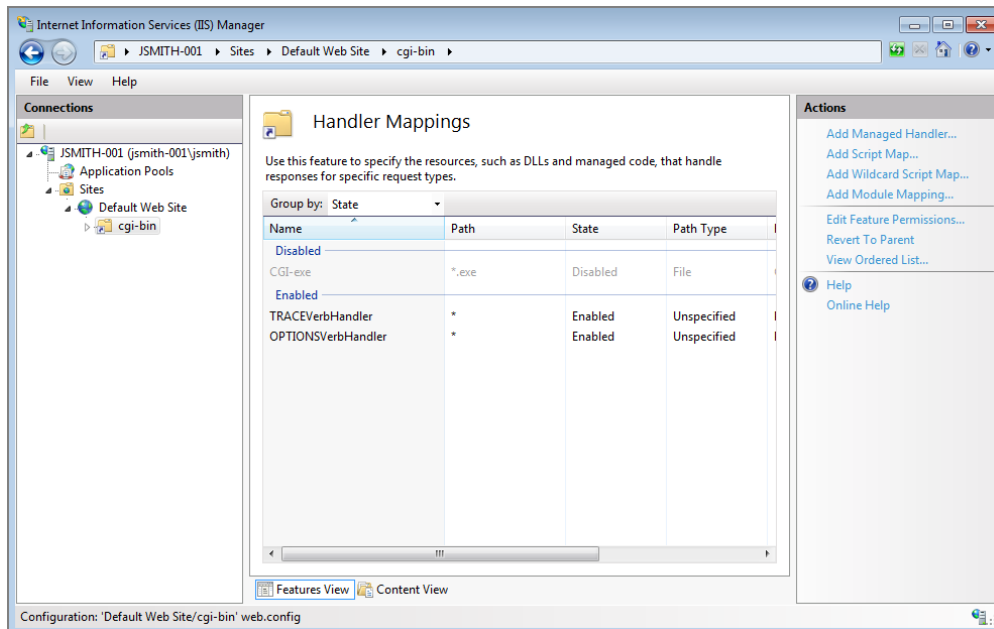 Internet Information Services (IIS) Manager
JSMITH-001 Sites Default Web Site cgi-bin
File View Help
Connections
JSMITH-001 (jsmith-001\jsmith)
Application Pools
Sites
Default Web Site
cgi-bin
Handler Mappings
Use this feature to specify the resources, such as DLLs and managed code, that handle
responses for specific request types.
Group by: State
Name Path State Path Type
Disabled
CGI-exe *.exe Disabled File
Enabled
TRACEVerbHandler * Enabled Unspecified
OPTIONSVerbHandler * Enabled Unspecified
Features View Content View
Actions
Add Managed Handler...
Add Script Map...
Add Wildcard Script Map...
Add Module Mapping...
Edit Feature Permissions...
Revert To Parent
View Ordered List...
Help
Online Help
Configuration: 'Default Web Site/cgi-bin' web.config